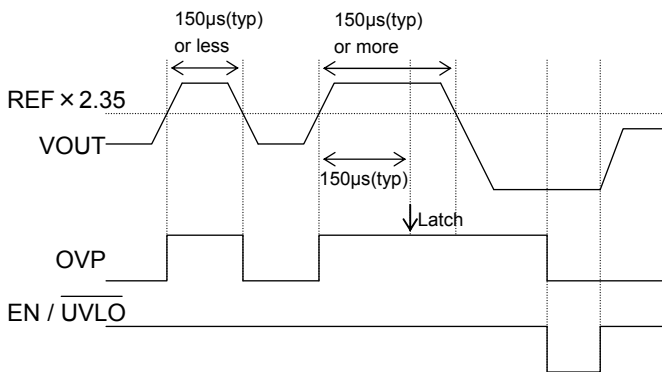 150µs(typ)
or less
150µs(typ)
or more
REF × 2.35
VOUT
150µs(typ)
Latch
OVP
EN / UVLO